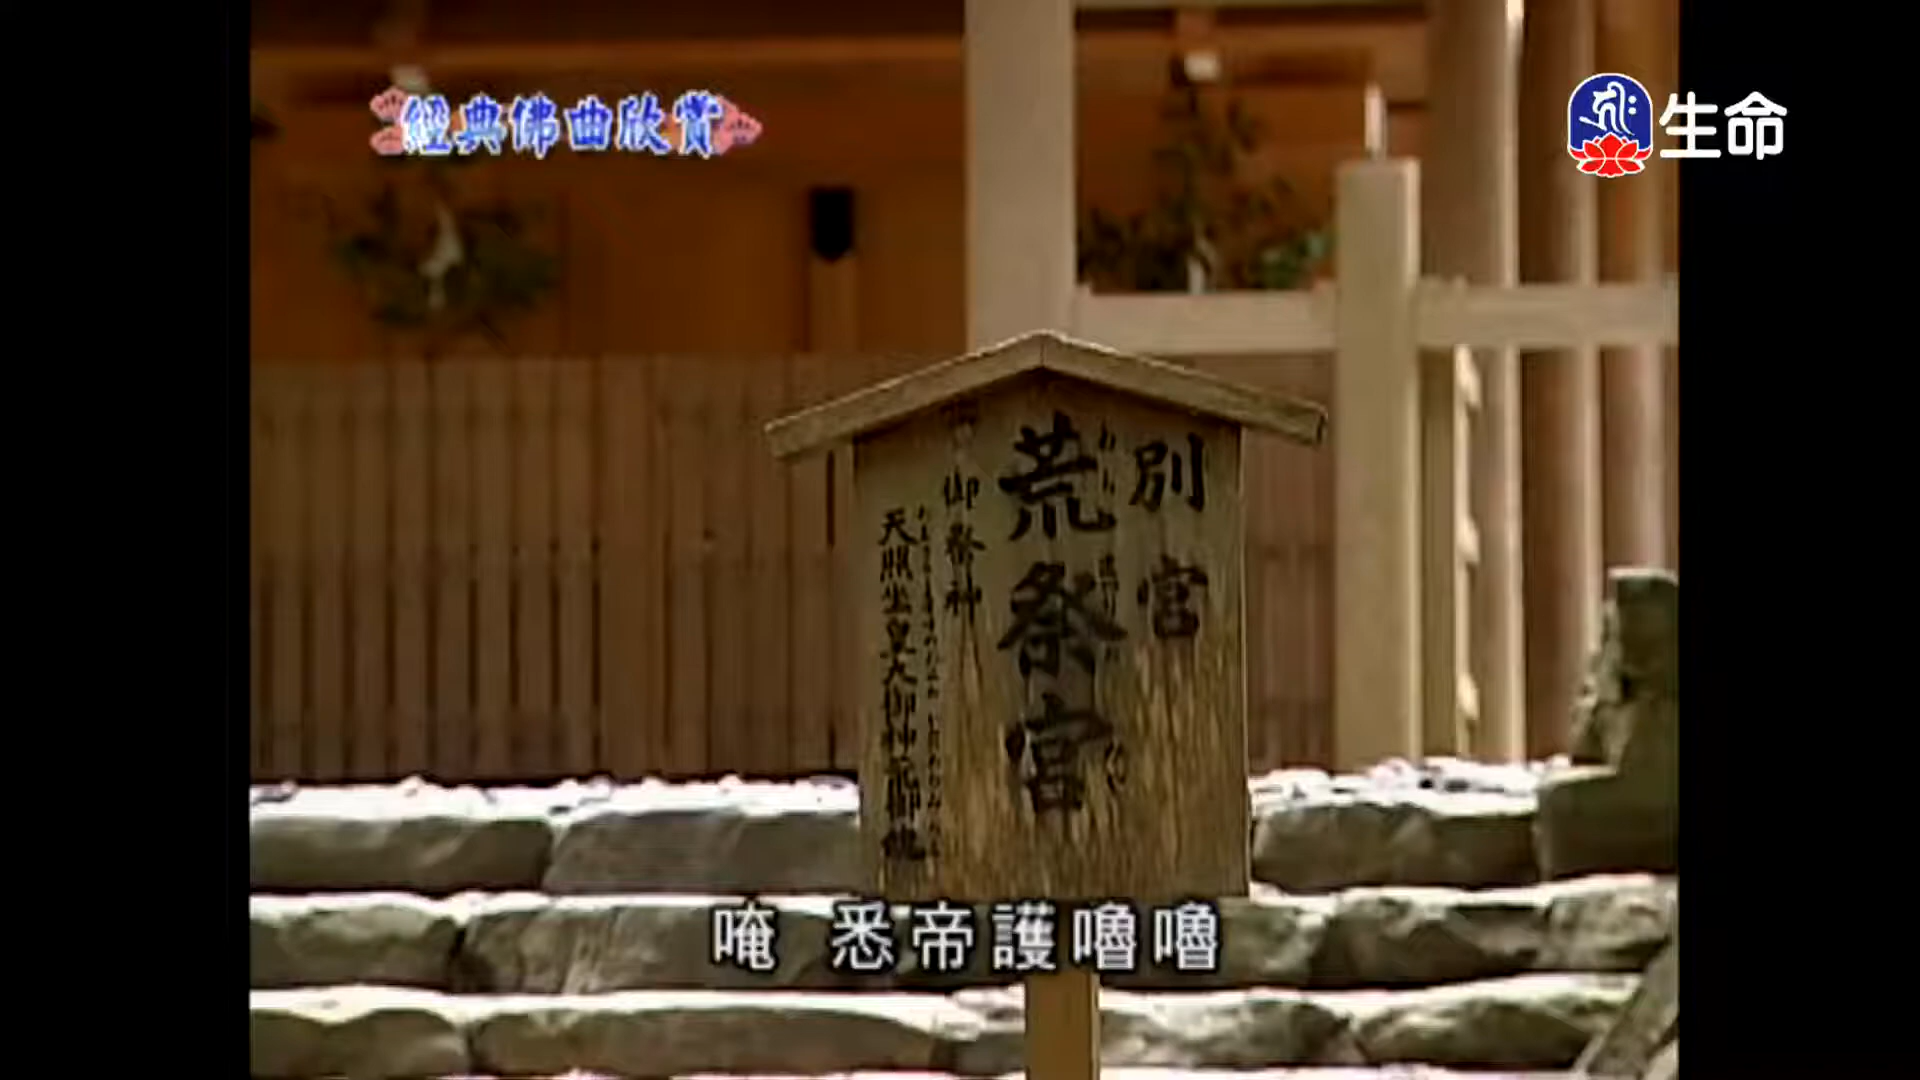 經典佛曲欣賞
生命
別宮
荒祭宮
御祭神
天照坐皇大御神荒御魂
唵 悉帝護嚕嚕